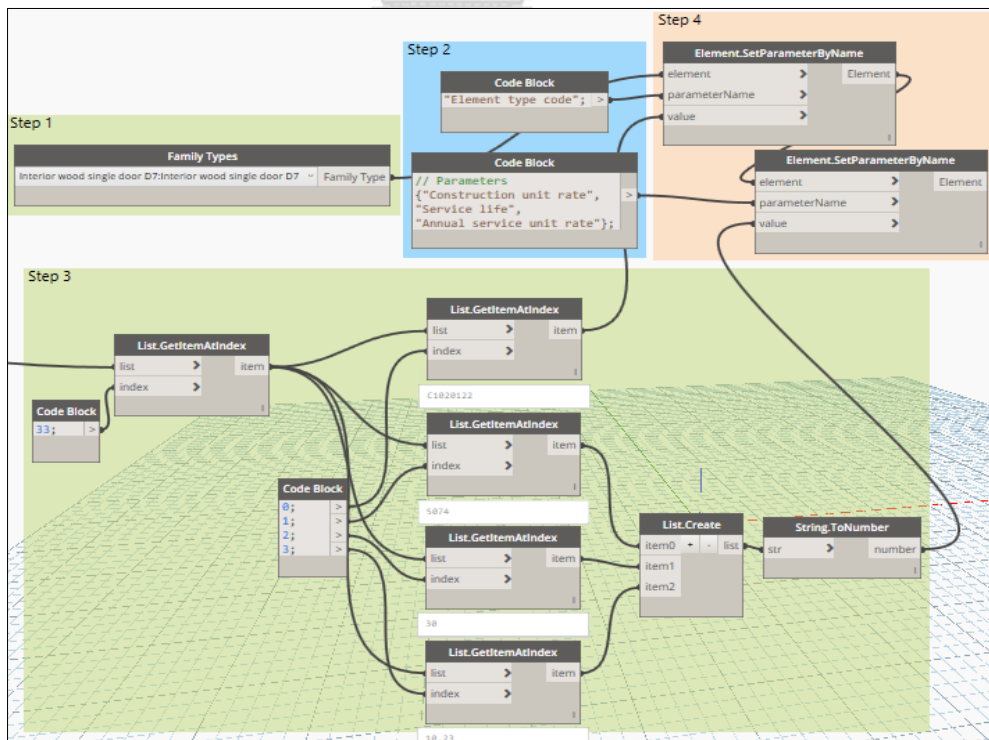 Step 1
Family Types
Interior wood single door D7:Interior wood single door D7
Family Type
Step 2
Code Block
"Element type code";
>
Code Block
// Parameters
{"Construction unit rate",
"Service life",
"Annual service unit rate"};
>
Step 4
Element.SetParameterByName
element > Element
parameterName >
value >
Element.SetParameterByName
element > Element
parameterName >
value >
Step 3
List.GetItemAtIndex
list > item
index >
Code Block
33; >
Code Block
0; >
1; >
2; >
3; >
List.GetItemAtIndex
list > item
index >
C1020122
List.GetItemAtIndex
list > item
index >
5074
List.GetItemAtIndex
list > item
index >
30
List.GetItemAtIndex
list > item
index >
10.23
List.Create
item0 + - list
item1
item2
String.ToNumber
str > number